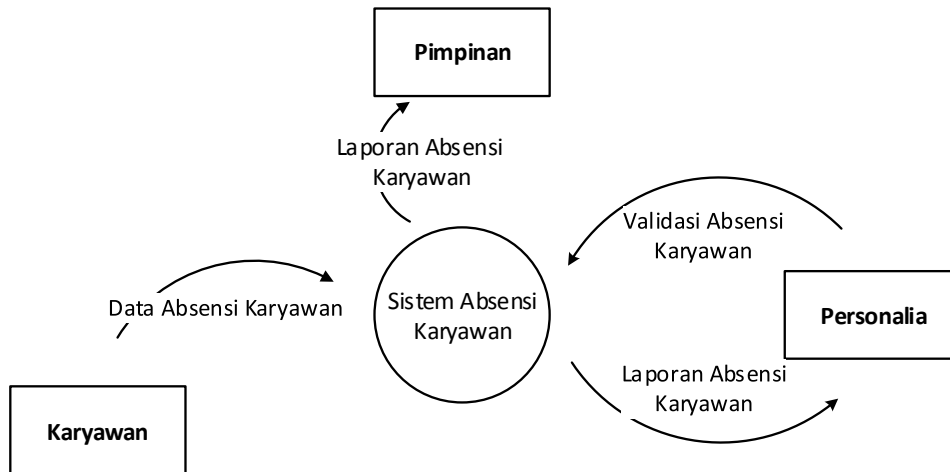 Pimpinan
Laporan Absensi
Karyawan
Validasi Absensi
Karyawan
Data Absensi Karyawan
Sistem Absensi
Karyawan
Personalia
Laporan Absensi
Karyawan
Karyawan